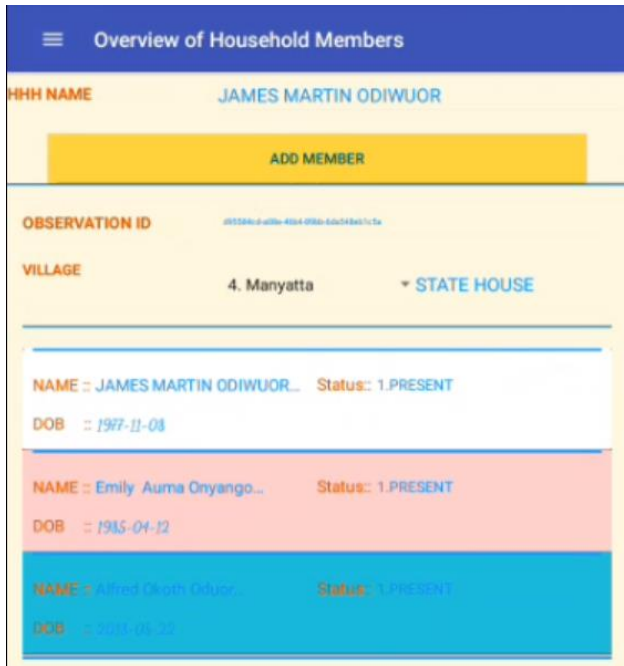 Overview of Household Members
HHH NAME JAMES MARTIN ODIWUOR
ADD MEMBER
OBSERVATION ID
VILLAGE 4. Manyatta STATE HOUSE
NAME :: JAMES MARTIN ODIWUOR... Status:: 1.PRESENT
DOB :: 1977-11-08
NAME :: Emily Auma Onyango... Status:: 1.PRESENT
DOB :: 1985-04-12
NAME :: Alfred Okoth Oduor... Status:: 1.PRESENT
DOB ::